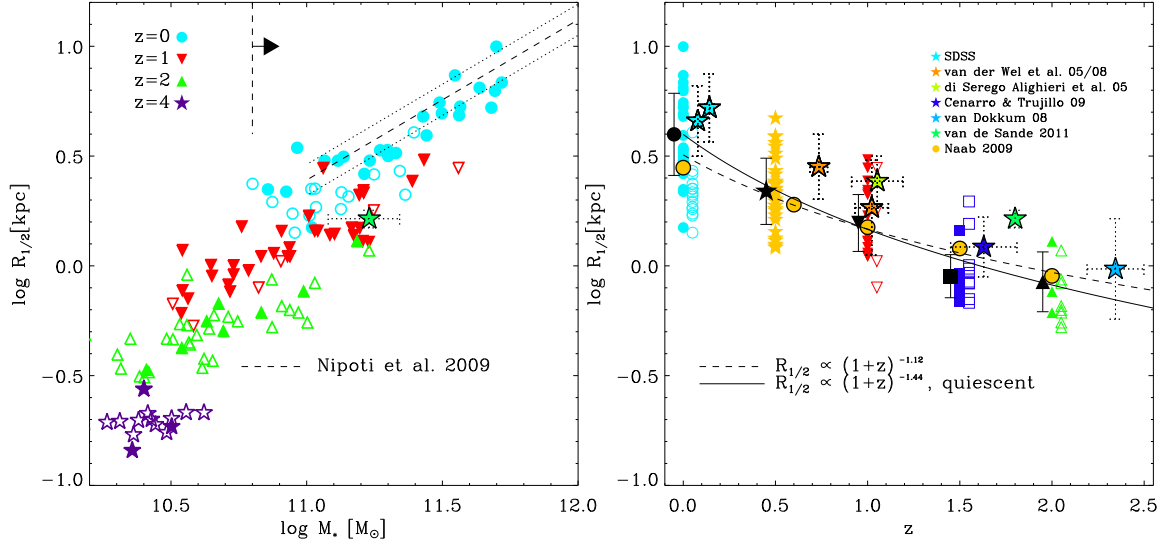 z=0
z=1
z=2
z=4
Nipoti et al. 2009
1.0
0.5
0.0
−0.5
−1.0
log R1/2[kpc]
10.5 11.0 11.5 12.0
log M* [M⊙]
SDSS
van der Wel et al. 05/08
di Serego Alighieri et al. 05
Cenarro & Trujillo 09
van Dokkum 08
van de Sande 2011
Naab 2009
R1/2 ∝ (1+z)^−1.12
R1/2 ∝ (1+z)^−1.44, quiescent
1.0
0.5
0.0
−0.5
−1.0
log R1/2[kpc]
0.0 0.5 1.0 1.5 2.0 2.5
z